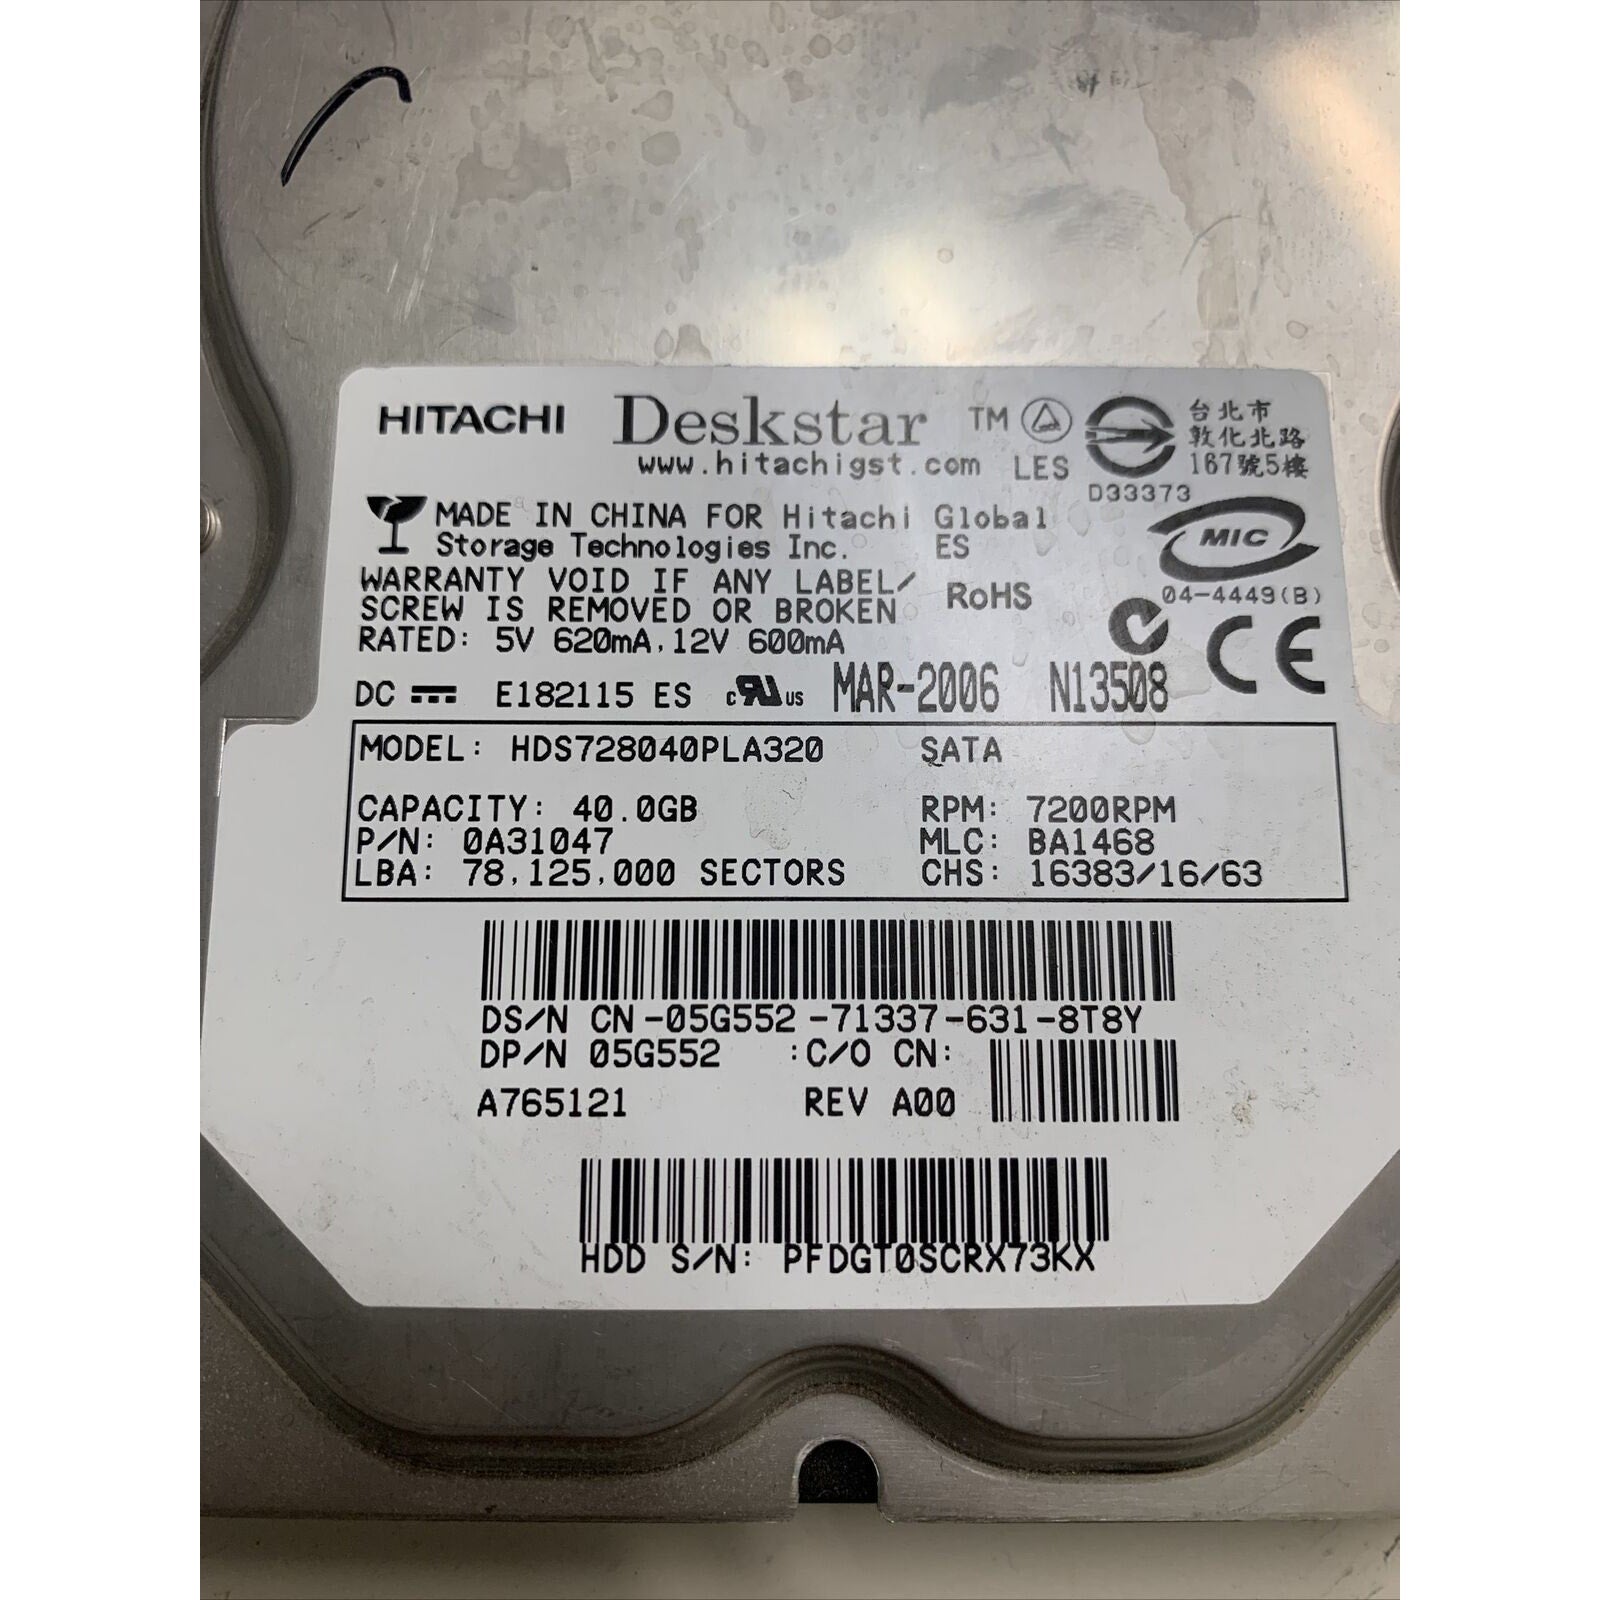 HITACHI Deskstar TM
www.hitachigst.com LES
台北市
敦化北路
167號5樓
D33373
MADE IN CHINA FOR Hitachi Global
Storage Technologies Inc. ES
MIC
WARRANTY VOID IF ANY LABEL/
SCREW IS REMOVED OR BROKEN
RoHS
04-4449(B)
RATED: 5V 620mA,12V 600mA
CE
DC E182115 ES c RU US MAR-2006 N13508
MODEL: HDS728040PLA320 SATA
CAPACITY: 40.0GB RPM: 7200RPM
P/N: 0A31047 MLC: BA1468
LBA: 78,125,000 SECTORS CHS: 16383/16/63
DS/N CN-05G552-71337-631-8T8Y
DP/N 05G552 :C/O CN:
A765121 REV A00
HDD S/N: PFDGT0SCRX73KX